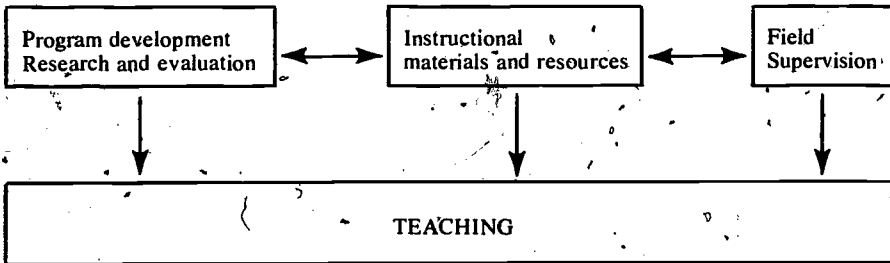 Program development
Research and evaluation
Instructional
materials and resources
Field
Supervision
TEACHING